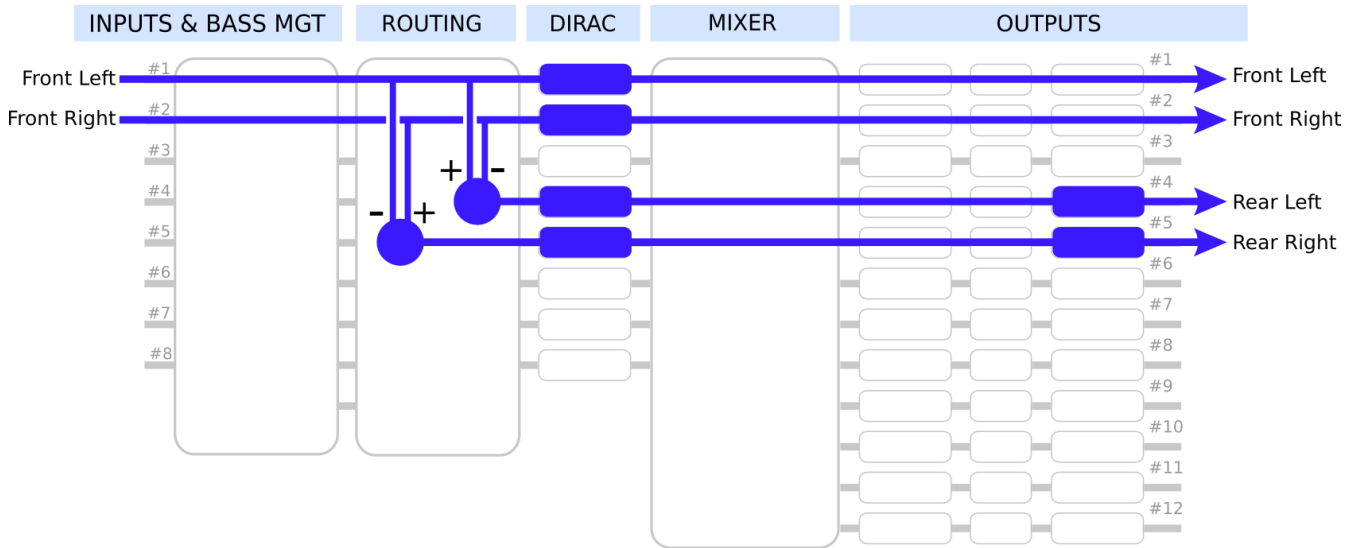 INPUTS & BASS MGT
ROUTING
DIRAC
MIXER
OUTPUTS
Front Left
#1
#1
Front Left
Front Right
#2
#2
Front Right
#3
#3
+ -
#4
#4
Rear Left
- +
#5
#5
Rear Right
#6
#6
#7
#7
#8
#8
#9
#10
#11
#12